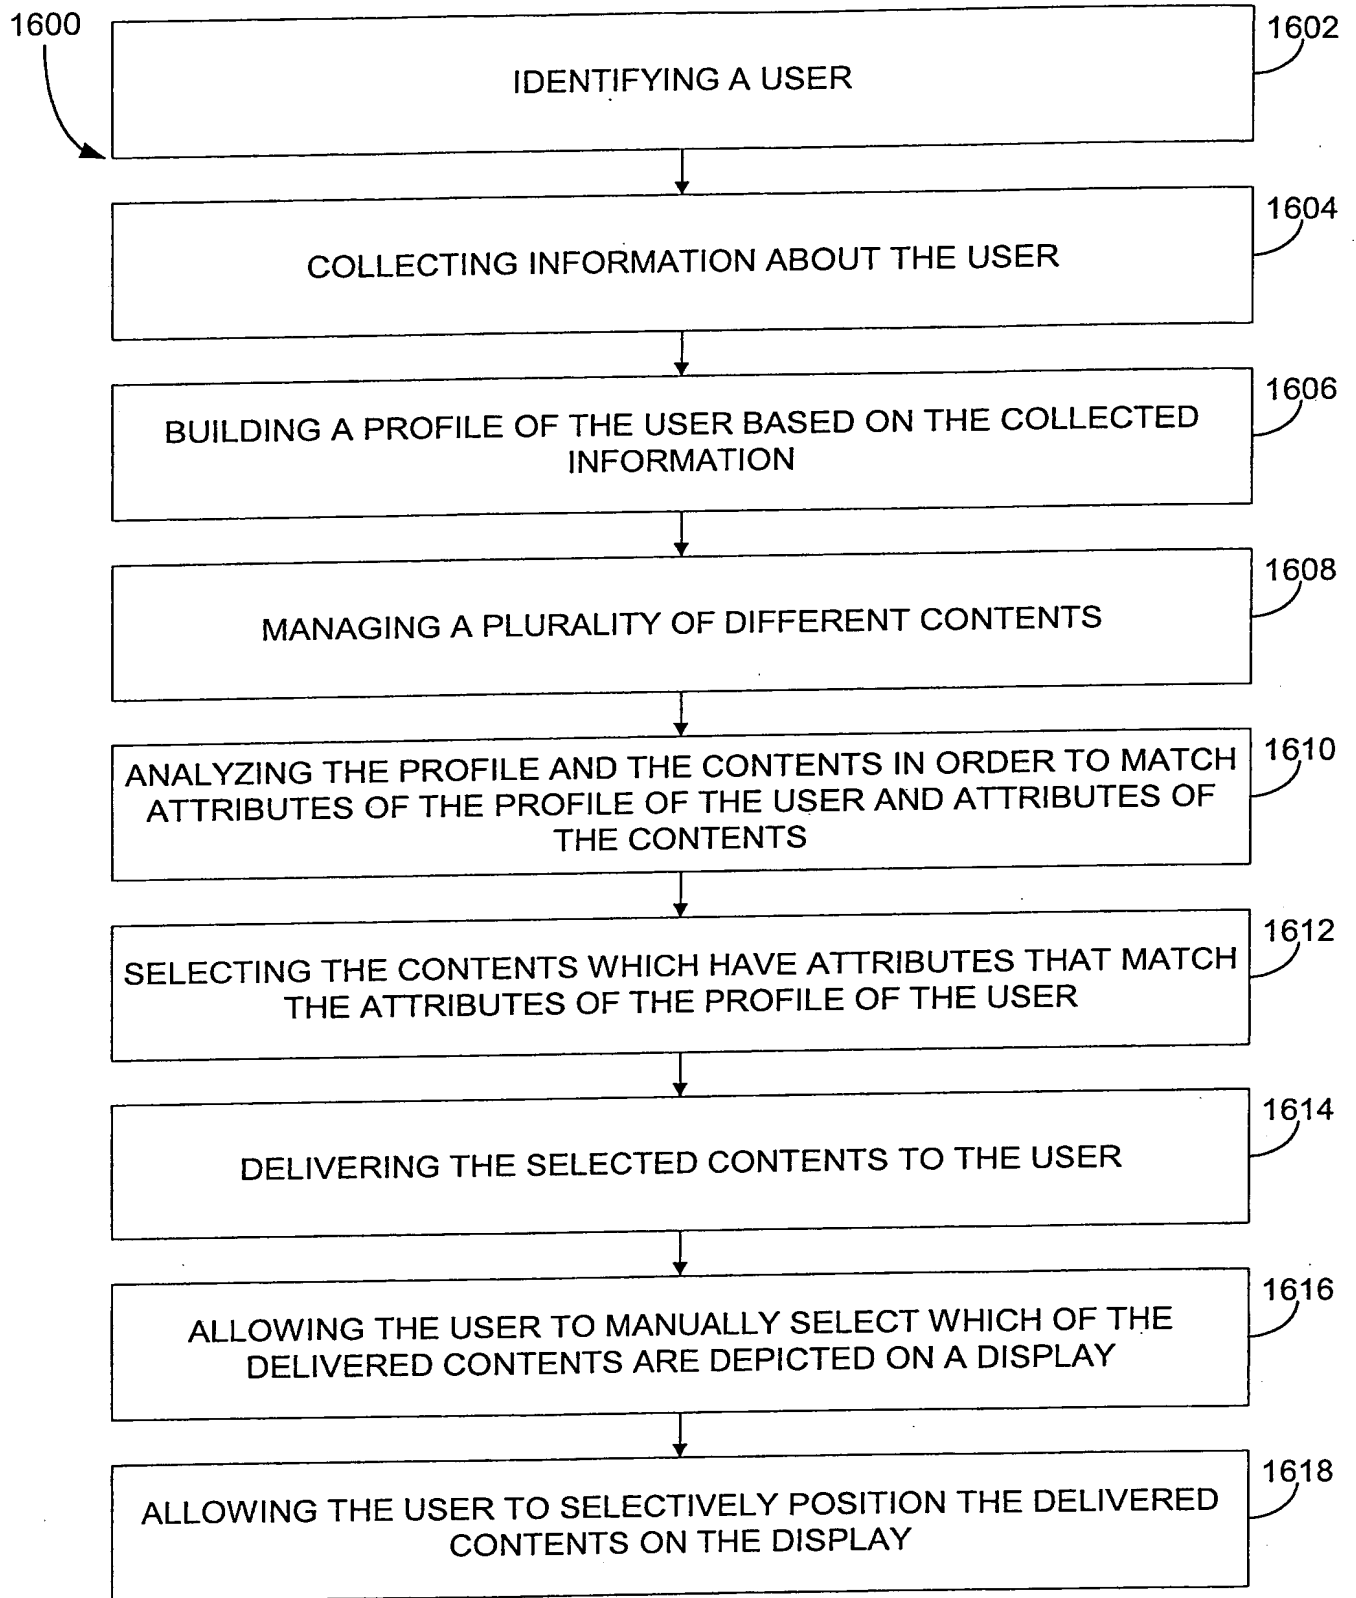 1600
1602
IDENTIFYING A USER
1604
COLLECTING INFORMATION ABOUT THE USER
1606
BUILDING A PROFILE OF THE USER BASED ON THE COLLECTED
INFORMATION
1608
MANAGING A PLURALITY OF DIFFERENT CONTENTS
1610
ANALYZING THE PROFILE AND THE CONTENTS IN ORDER TO MATCH
ATTRIBUTES OF THE PROFILE OF THE USER AND ATTRIBUTES OF
THE CONTENTS
1612
SELECTING THE CONTENTS WHICH HAVE ATTRIBUTES THAT MATCH
THE ATTRIBUTES OF THE PROFILE OF THE USER
1614
DELIVERING THE SELECTED CONTENTS TO THE USER
1616
ALLOWING THE USER TO MANUALLY SELECT WHICH OF THE
DELIVERED CONTENTS ARE DEPICTED ON A DISPLAY
1618
ALLOWING THE USER TO SELECTIVELY POSITION THE DELIVERED
CONTENTS ON THE DISPLAY